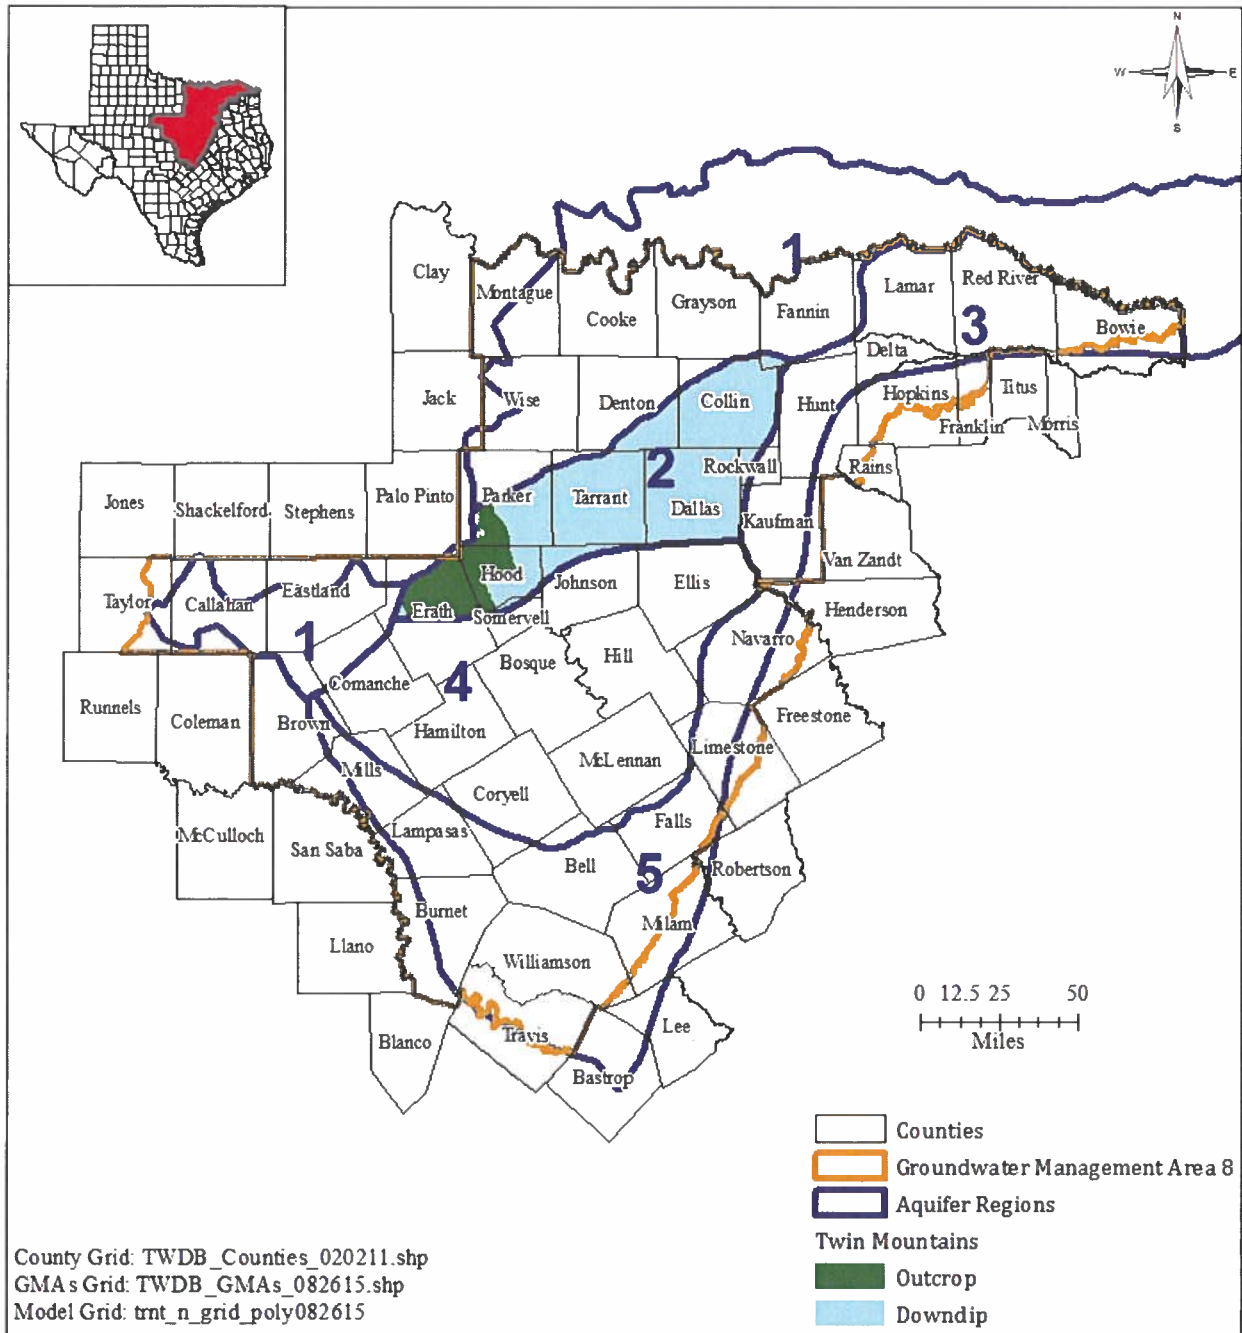 N
W E
S
1
Clay
Montague
Cooke
Grayson
Fannin
Lamar
Red River
3
Bowie
Delta
Jack
Wise
Denton
Collin
Hunt
Hopkins
Titus
Franklin
Morris
Rockwall
Rains
2
Jones
Shackelford
Stephens
Palo Pinto
Parker
Tarrant
Dallas
Kaufman
Van Zandt
Taylor
Callahan
Eastland
Hood
Johnson
Ellis
Erath
Somervell
Henderson
Navarro
1
Comanche
4
Bosque
Hill
Runnels
Coleman
Brown
Hamilton
Freestone
Limestone
McLennan
Mills
Coryell
McCulloch
San Saba
Lampasas
Falls
Bell
5
Robertson
Burnet
Milam
Llano
Williamson
Travis
Lee
Blanco
Bastrop
0 12.5 25 50
Miles
Counties
Groundwater Management Area 8
Aquifer Regions
Twin Mountains
Outcrop
Downdip
County Grid: TWDB_Counties_020211.shp
GMAs Grid: TWDB_GMAs_082615.shp
Model Grid: trnt_n_grid_poly082615